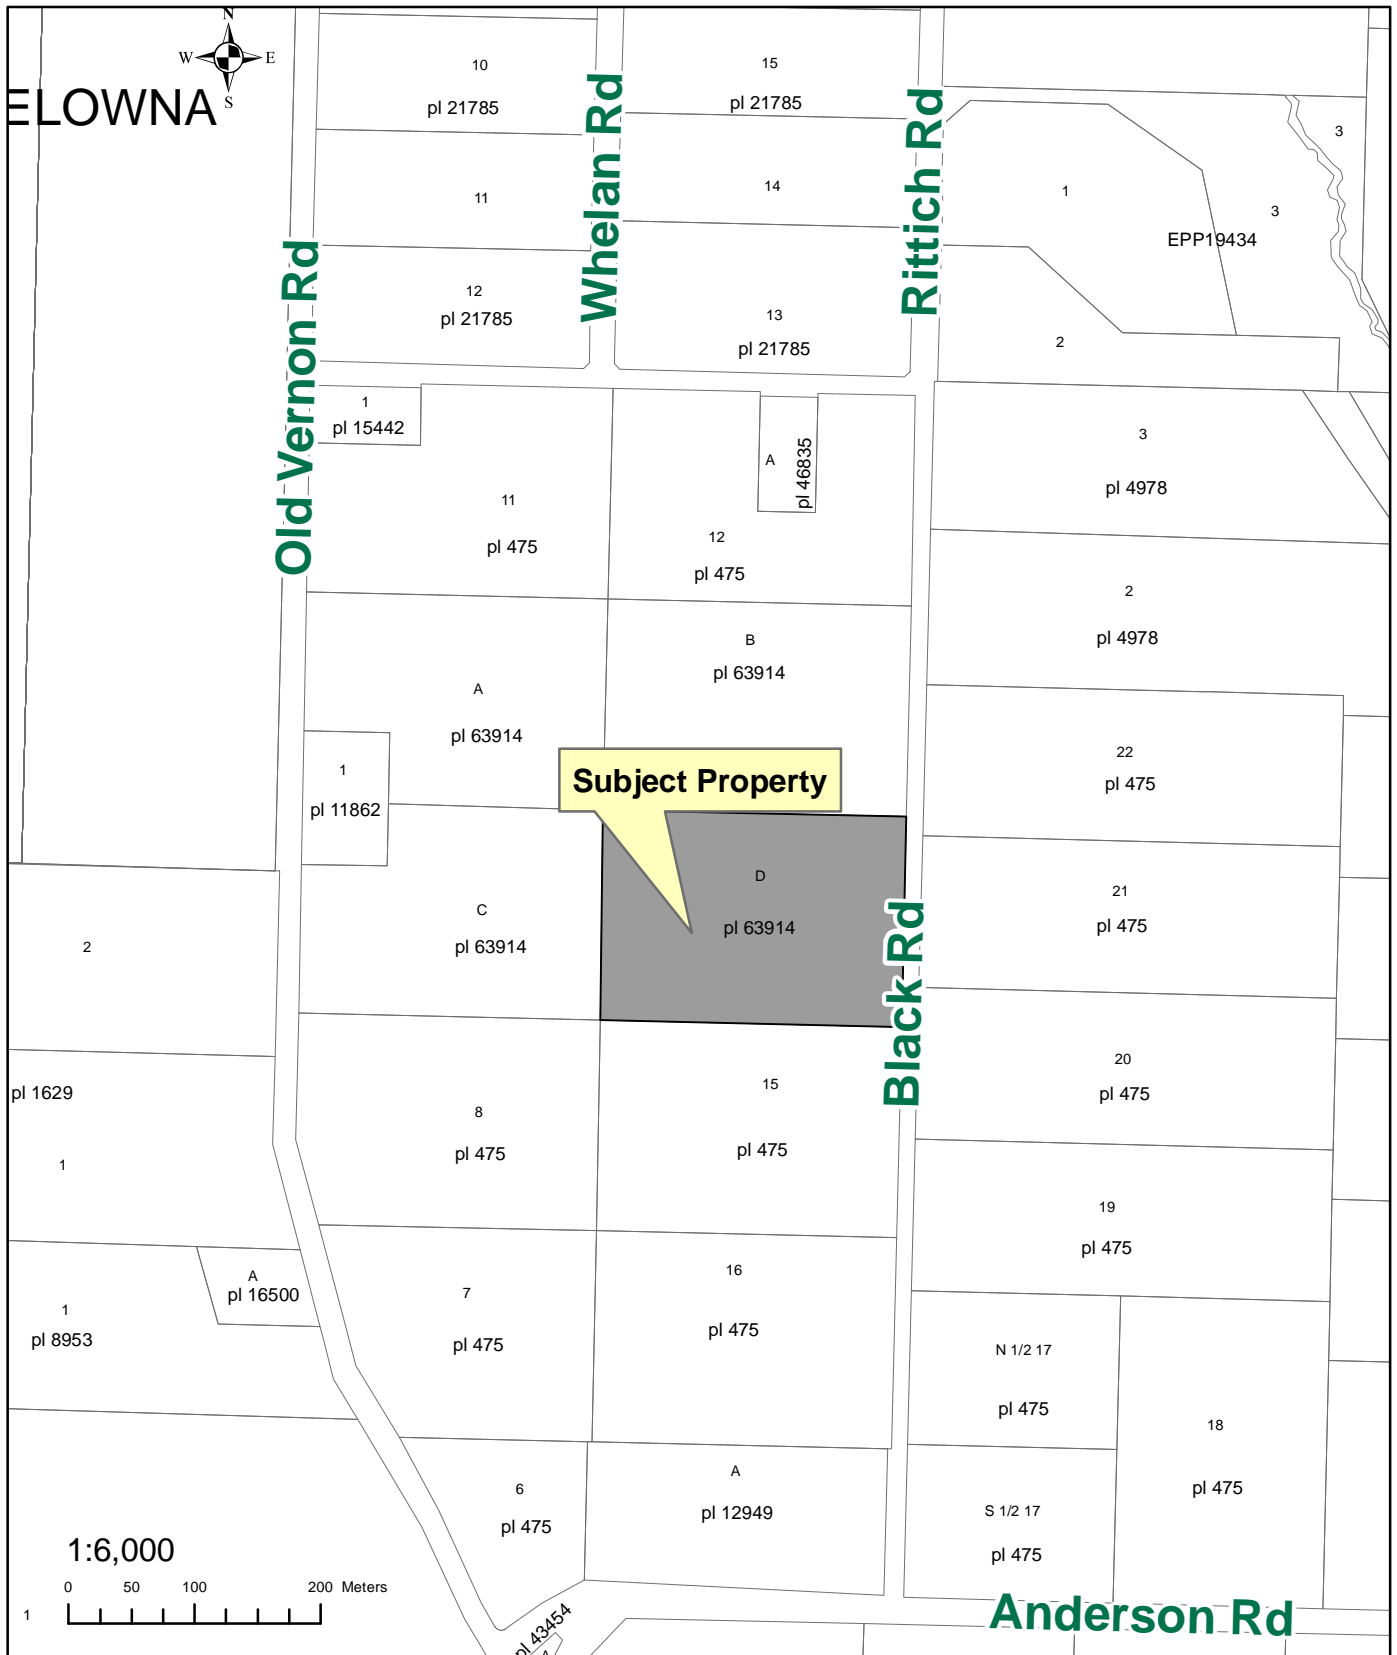 N
W
E
S
ELOWNA
10
pl 21785
15
pl 21785
Whelan Rd
Rittich Rd
3
11
14
1
3
EPP19434
Old Vernon Rd
12
pl 21785
13
pl 21785
2
1
pl 15442
A
pl 46835
3
pl 4978
11
pl 475
12
pl 475
2
pl 4978
B
pl 63914
A
pl 63914
22
pl 475
1
pl 11862
Subject Property
D
pl 63914
21
pl 475
C
pl 63914
Black Rd
2
20
pl 475
pl 1629
1
8
pl 475
15
pl 475
19
pl 475
A
pl 16500
1
pl 8953
7
pl 475
16
pl 475
N 1/2 17
pl 475
18
pl 475
6
pl 475
A
pl 12949
S 1/2 17
pl 475
1:6,000
0 50 100 200 Meters
1
pl 43454
Anderson Rd